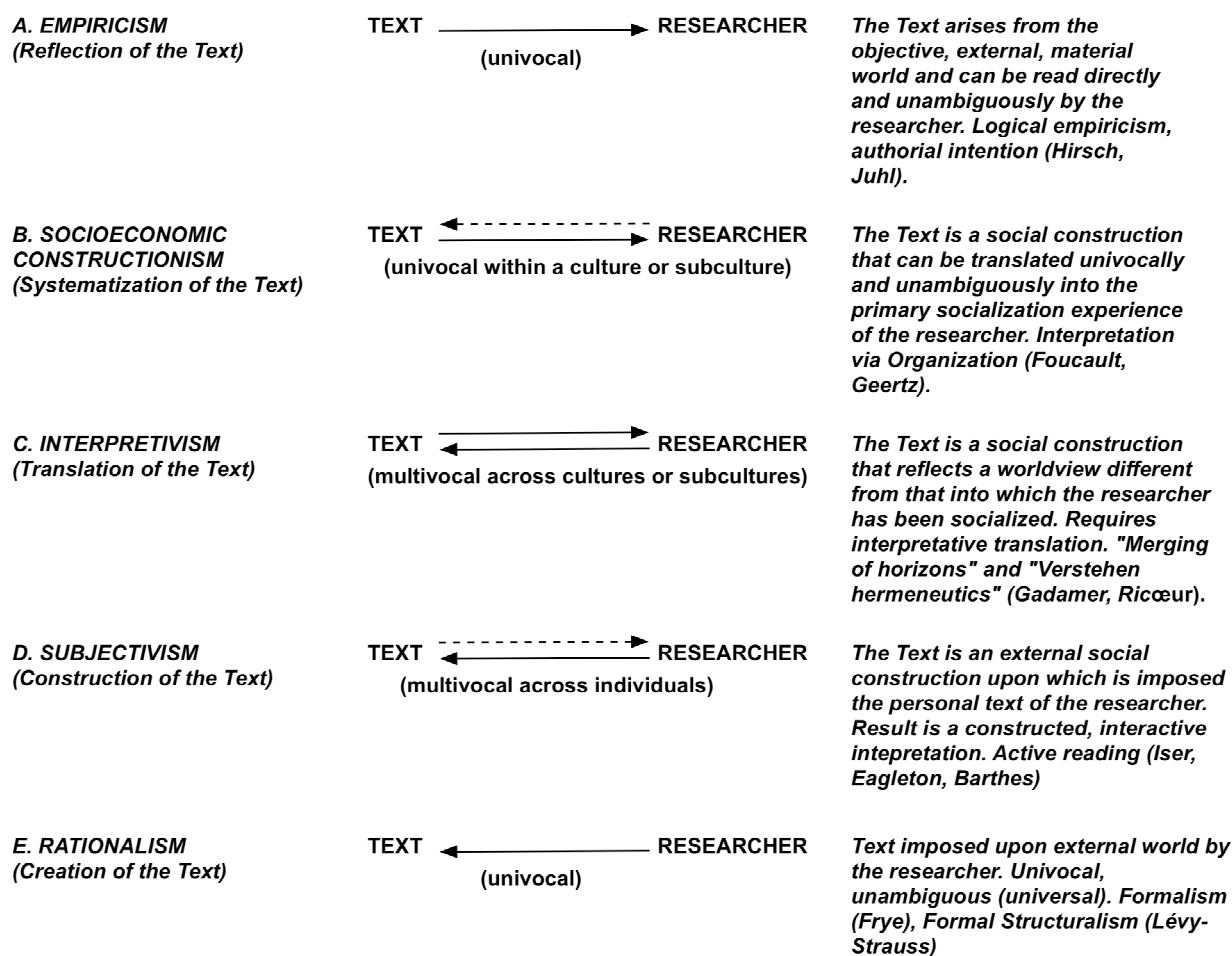 A. EMPIRICISM
(Reflection of the Text)
TEXT RESEARCHER
(univocal)
The Text arises from the
objective, external, material
world and can be read directly
and unambiguously by the
researcher. Logical empiricism,
authorial intention (Hirsch,
Juhl).
B. SOCIOECONOMIC
CONSTRUCTIONISM
(Systematization of the Text)
TEXT RESEARCHER
(univocal within a culture or subculture)
The Text is a social construction
that can be translated univocally
and unambiguously into the
primary socialization experience
of the researcher. Interpretation
via Organization (Foucault,
Geertz).
C. INTERPRETIVISM
(Translation of the Text)
TEXT RESEARCHER
(multivocal across cultures or subcultures)
The Text is a social construction
that reflects a worldview different
from that into which the researcher
has been socialized. Requires
interpretative translation. "Merging
of horizons" and "Verstehen
hermeneutics" (Gadamer, Ricœur).
D. SUBJECTIVISM
(Construction of the Text)
TEXT RESEARCHER
(multivocal across individuals)
The Text is an external social
construction upon which is imposed
the personal text of the researcher.
Result is a constructed, interactive
intepretation. Active reading (Iser,
Eagleton, Barthes)
E. RATIONALISM
(Creation of the Text)
TEXT RESEARCHER
(univocal)
Text imposed upon external world by
the researcher. Univocal,
unambiguous (universal). Formalism
(Frye), Formal Structuralism (Lévy-
Strauss)